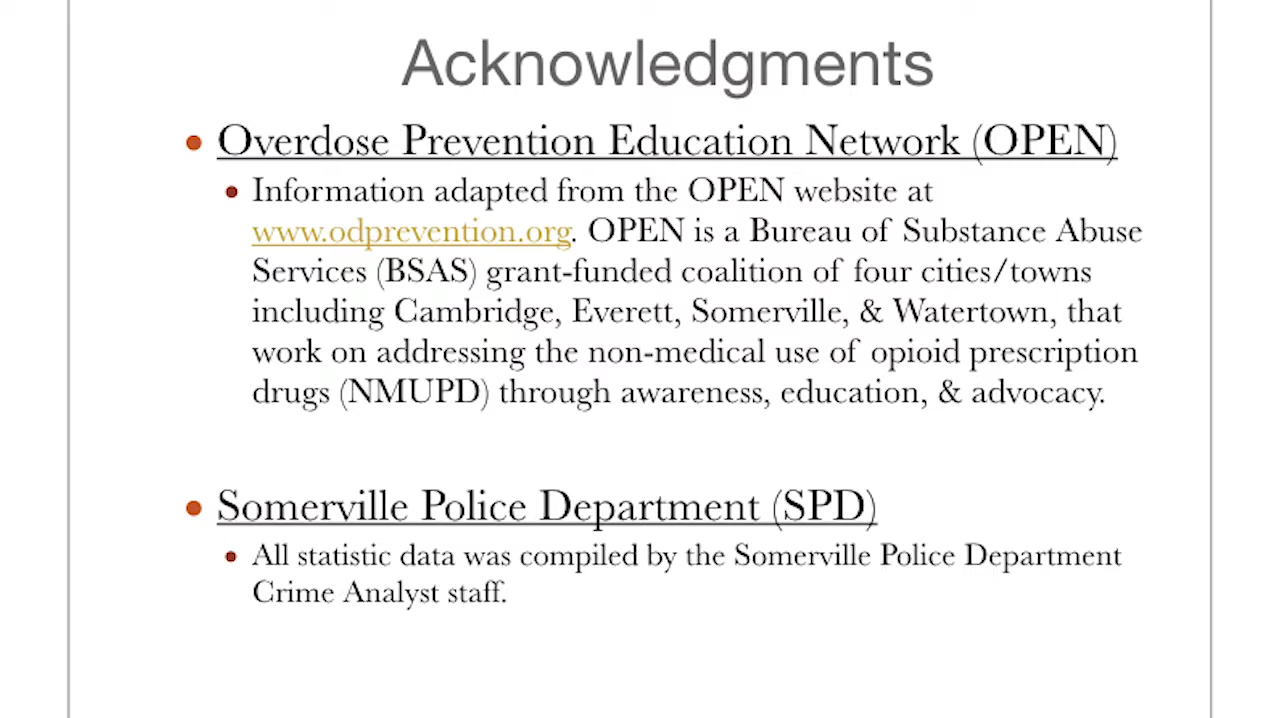 Acknowledgments
• Overdose Prevention Education Network (OPEN)
• Information adapted from the OPEN website at
www.odprevention.org. OPEN is a Bureau of Substance Abuse
Services (BSAS) grant-funded coalition of four cities/towns
including Cambridge, Everett, Somerville, & Watertown, that
work on addressing the non-medical use of opioid prescription
drugs (NMUPD) through awareness, education, & advocacy.
• Somerville Police Department (SPD)
• All statistic data was compiled by the Somerville Police Department
Crime Analyst staff.